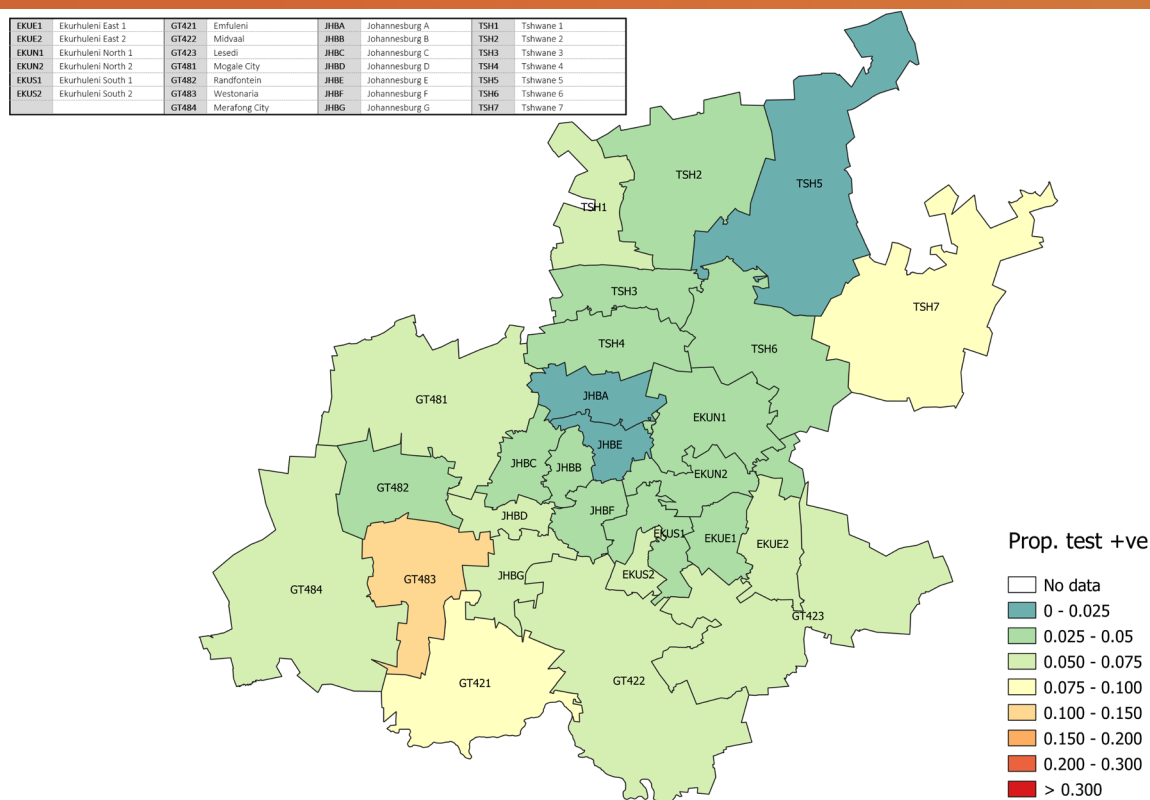 EKUE1 Ekurhuleni East 1 GT421 Emfuleni JHBA Johannesburg A TSH1 Tshwane 1
EKUE2 Ekurhuleni East 2 GT422 Midvaal JHBB Johannesburg B TSH2 Tshwane 2
EKUN1 Ekurhuleni North 1 GT423 Lesedi JHBC Johannesburg C TSH3 Tshwane 3
EKUN2 Ekurhuleni North 2 GT481 Mogale City JHBD Johannesburg D TSH4 Tshwane 4
EKUS1 Ekurhuleni South 1 GT482 Randfontein JHBE Johannesburg E TSH5 Tshwane 5
EKUS2 Ekurhuleni South 2 GT483 Westonaria JHBF Johannesburg F TSH6 Tshwane 6
GT484 Merafong City JHBG Johannesburg G TSH7 Tshwane 7
TSH2
TSH5
TSH1
TSH3
TSH7
TSH4
TSH6
JHBA
GT481
EKUN1
JHBE
JHBC
JHBB
EKUN2
GT482
JHBF
JHBD
EKUS1
EKUE1
EKUE2
GT483
JHBG
EKUS2
GT484
GT423
GT421
GT422
Prop. test +ve
No data
0 - 0.025
0.025 - 0.05
0.050 - 0.075
0.075 - 0.100
0.100 - 0.150
0.150 - 0.200
0.200 - 0.300
> 0.300